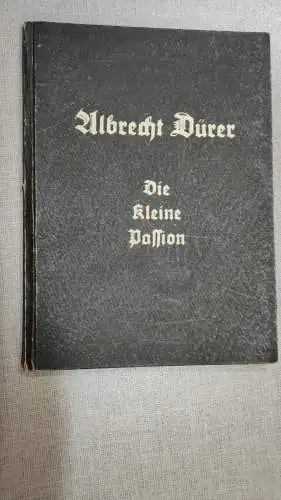 Albrecht Dürer
Die
Kleine
Passion